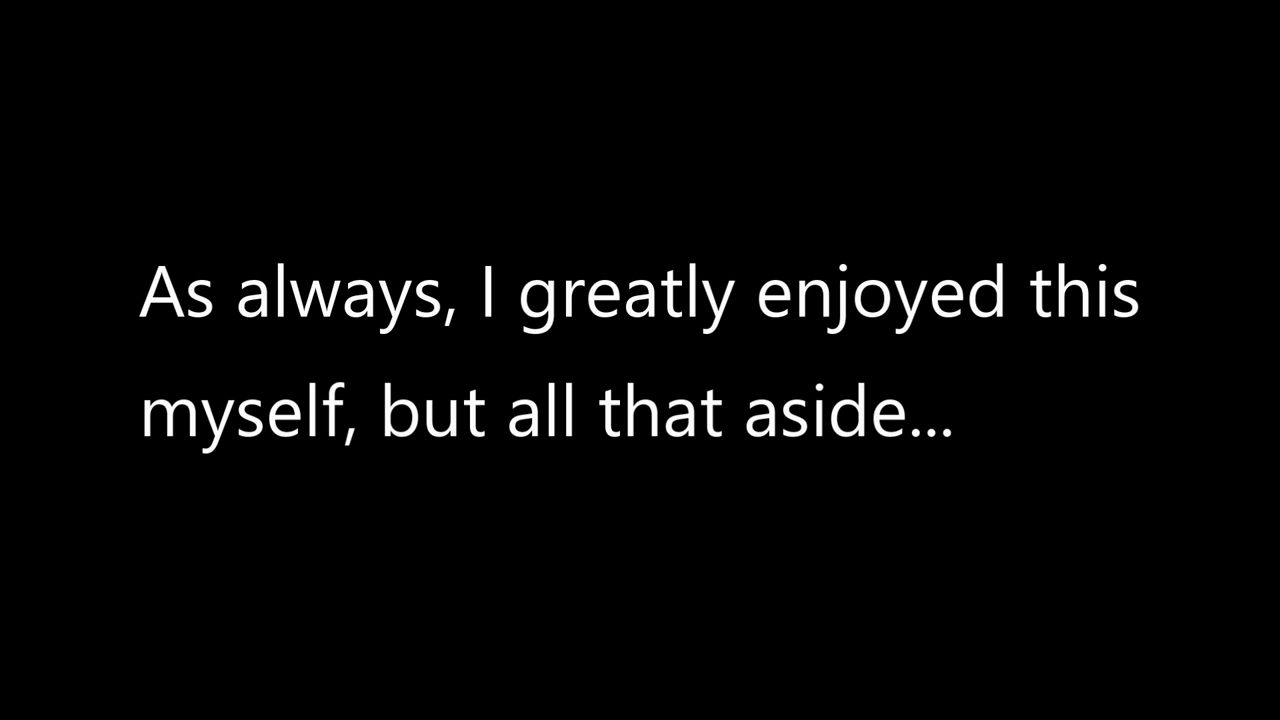 As always, I greatly enjoyed this
myself, but all that aside...